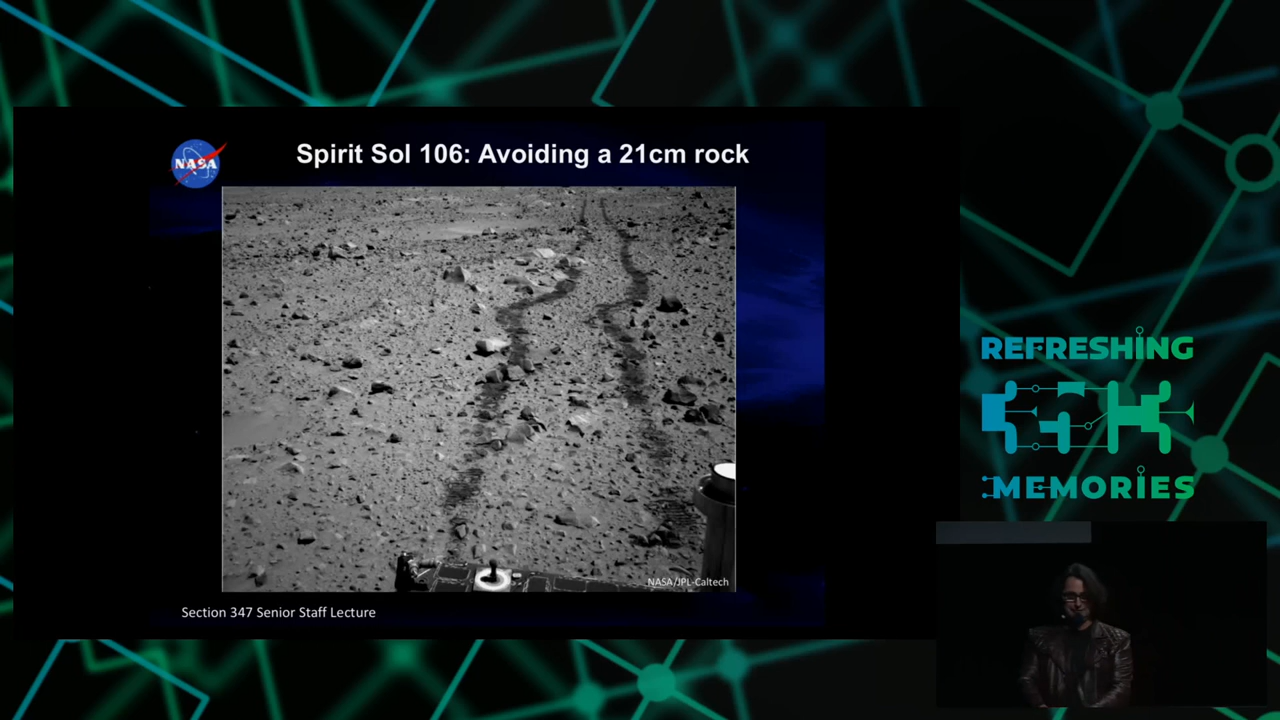 NASA
Spirit Sol 106: Avoiding a 21cm rock
NASA/JPL-Caltech
Section 347 Senior Staff Lecture
REFRESHING
MEMORIES